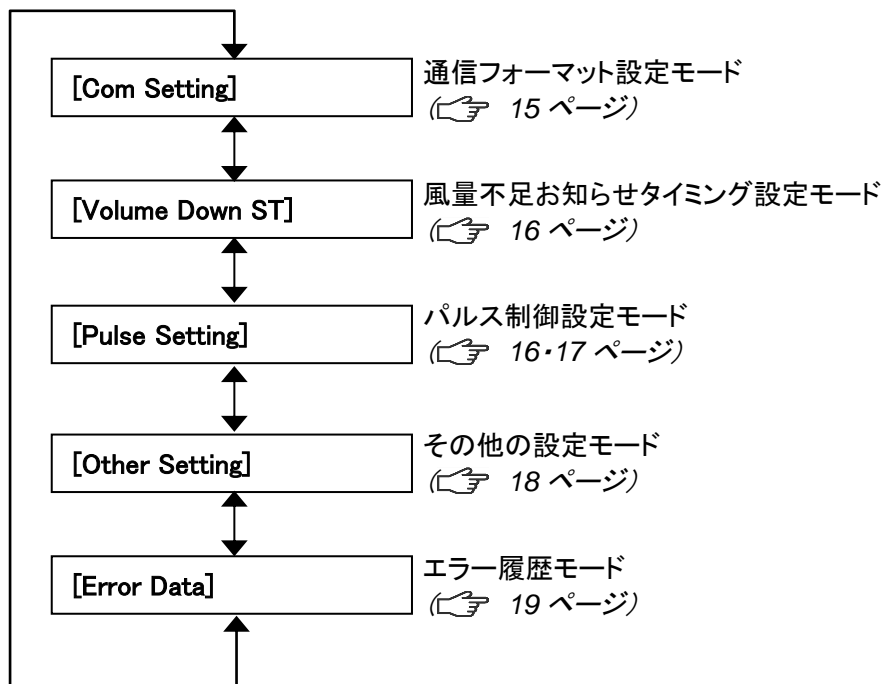 [Com Setting]
通信フォーマット設定モード
(☞ 15 ページ)
[Volume Down ST]
風量不足お知らせタイミング設定モード
(☞ 16 ページ)
[Pulse Setting]
パルス制御設定モード
(☞ 16・17 ページ)
[Other Setting]
その他の設定モード
(☞ 18 ページ)
[Error Data]
エラー履歴モード
(☞ 19 ページ)